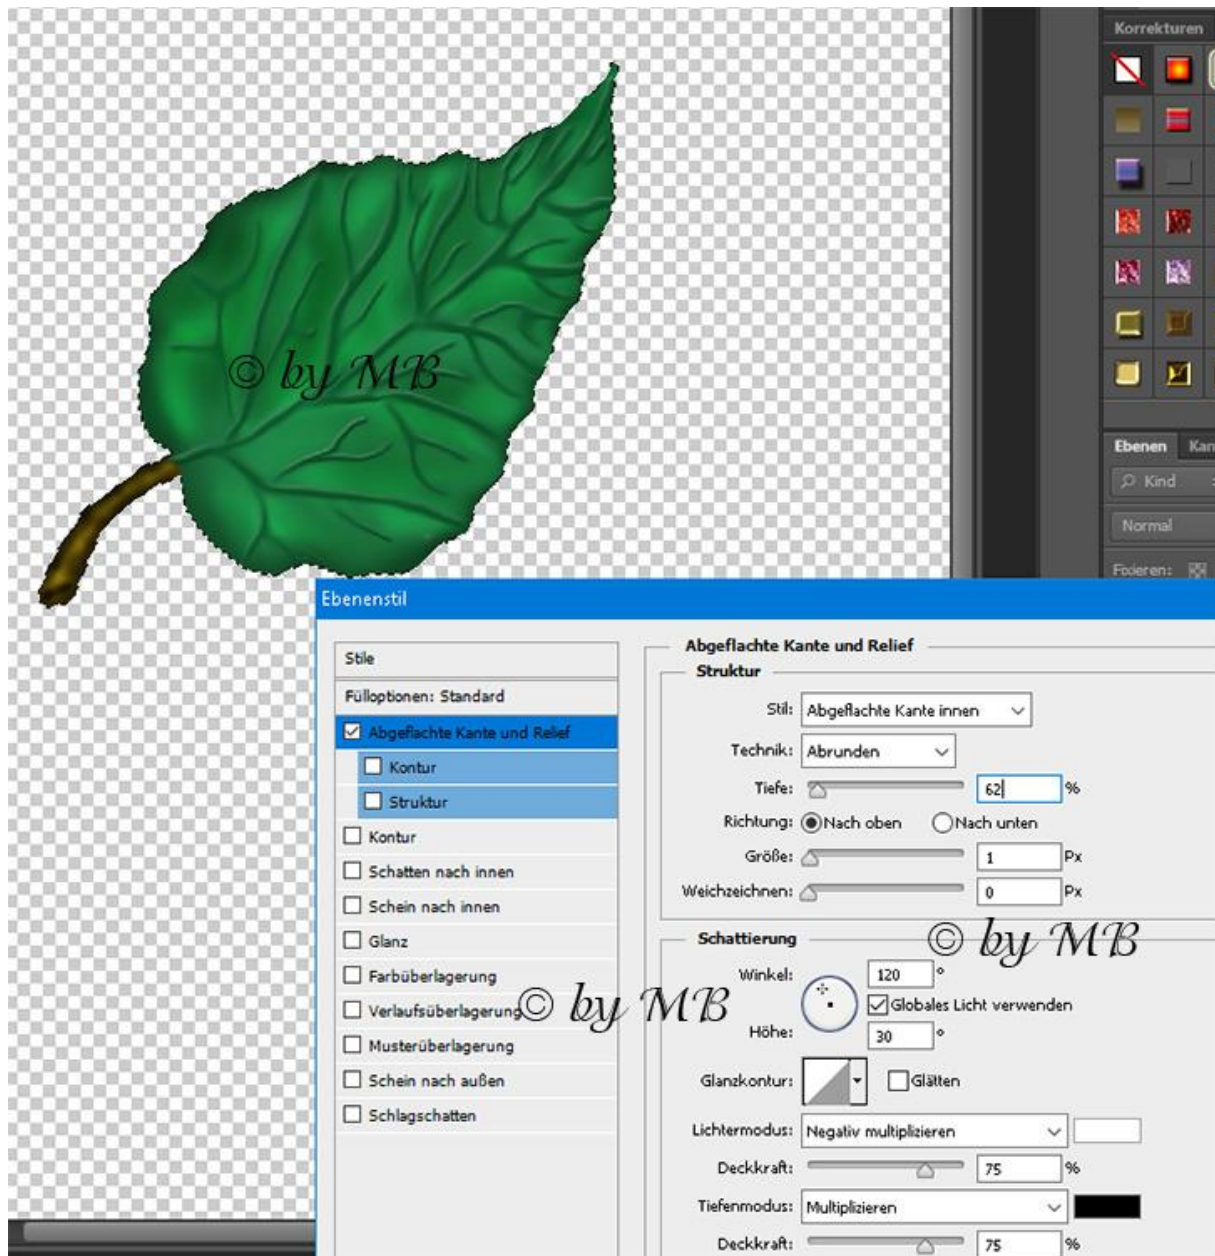 Korrekturen
© by MB
Ebenen
Kind
Normal
Fixieren:
Ebenenstil
Stile
Fülloptionen: Standard
Abgeflachte Kante und Relief
Kontur
Struktur
Kontur
Schatten nach innen
Schein nach innen
Glanz
Farbüberlagerung
Verlaufsüberlagerung
Musterüberlagerung
Schein nach außen
Schlagschatten
© by MB
Abgeflachte Kante und Relief
Struktur
Stil: Abgeflachte Kante innen
Technik: Abrunden
Tiefe: 62 %
Richtung: Nach oben Nach unten
Größe: 1 Px
Weichzeichnen: 0 Px
Schattierung
© by MB
Winkel: 120 °
Globales Licht verwenden
Höhe: 30 °
Glanzkontur: Glätten
Lichtermodus: Negativ multiplizieren
Deckkraft: 75 %
Tiefenmodus: Multiplizieren
Deckkraft: 75 %